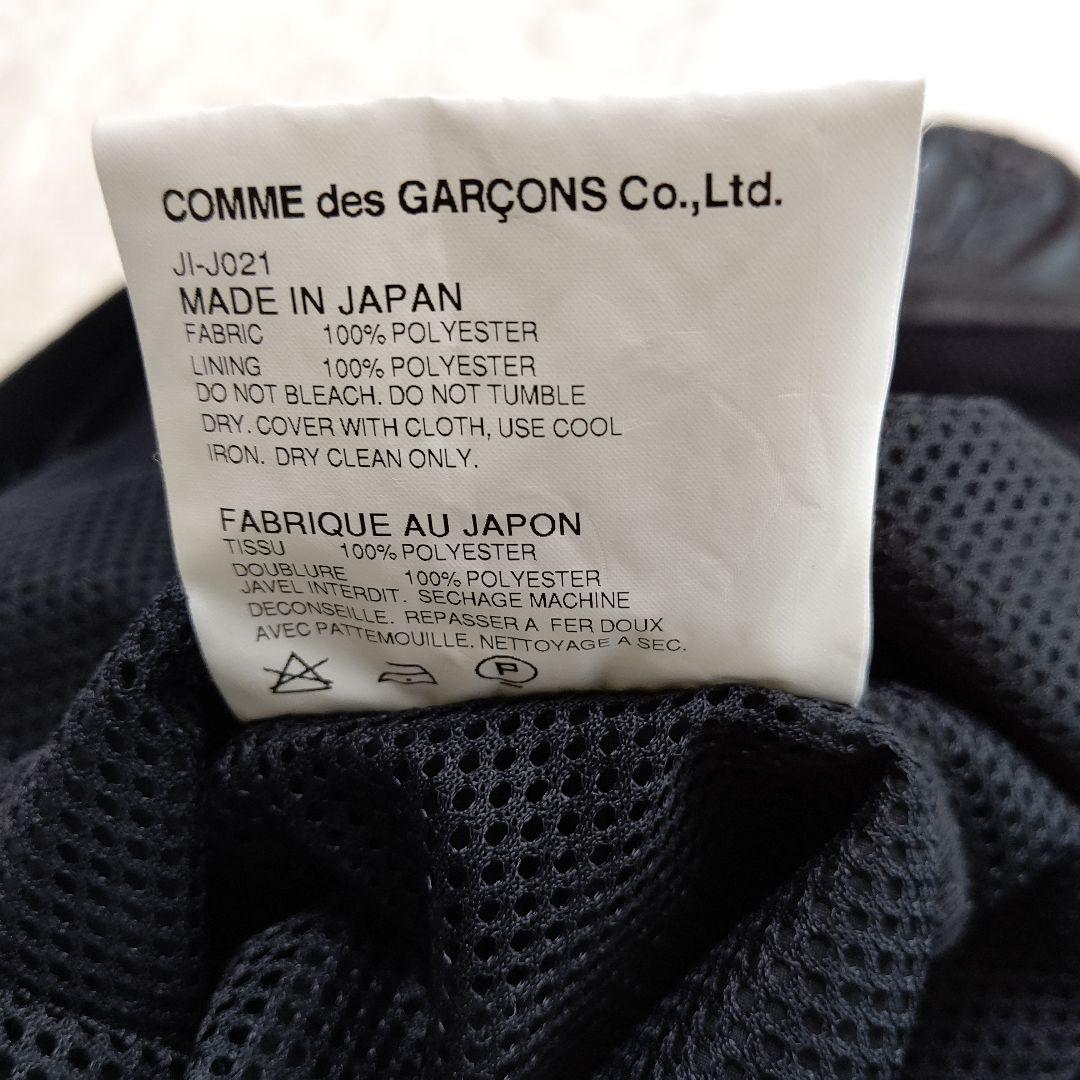 COMME des GARÇONS Co.,Ltd.
JI-J021
MADE IN JAPAN
FABRIC 100% POLYESTER
LINING 100% POLYESTER
DO NOT BLEACH. DO NOT TUMBLE
DRY. COVER WITH CLOTH, USE COOL
IRON. DRY CLEAN ONLY.
FABRIQUE AU JAPON
TISSU 100% POLYESTER
DOUBLURE 100% POLYESTER
JAVEL INTERDIT. SECHAGE MACHINE
DECONSEILLE. REPASSER A FER DOUX
AVEC PATTEMOUILLE. NETTOYAGE A SEC.
P